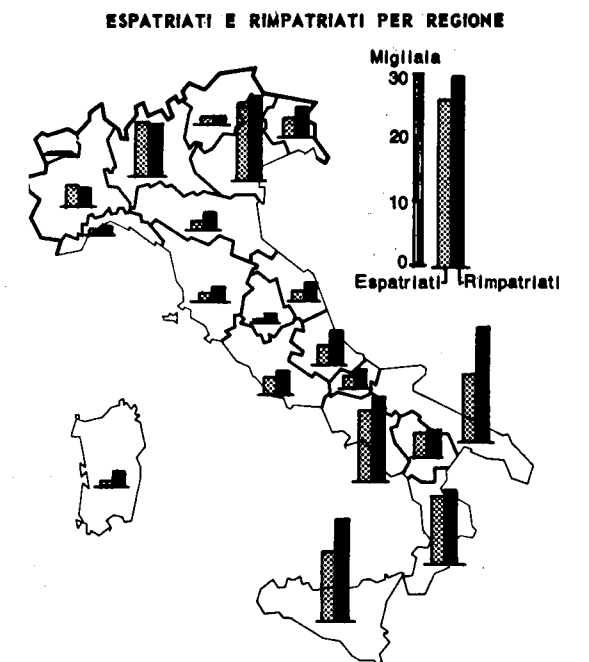 ESPATRIATI E RIMPATRIATI PER REGIONE
Migliaia
30
20
10
0
Espatriati Rimpatriati